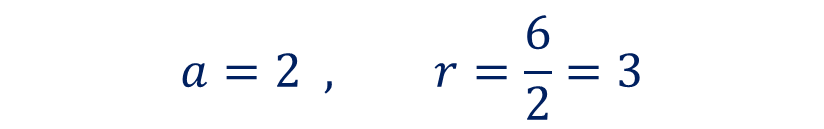 a = 2 , r = 6/2 = 3